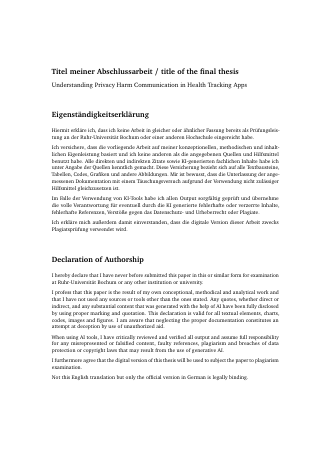 Titel meiner Abschlussarbeit / title of the final thesis
Understanding Privacy Harm Communication in Health Tracking Apps
Eigenständigkeitserklärung
Hiermit erkläre ich, dass ich keine Arbeit in gleicher oder ähnlicher Fassung bereits als Prüfungsleis-
tung an der Ruhr-Universität Bochum oder einer anderen Hochschule eingereicht habe.
Ich versichere, dass die vorliegende Arbeit auf meiner konzeptionellen, methodischen und inhalt-
lichen Eigenleistung basiert und ich keine anderen als die angegebenen Quellen und Hilfsmittel
benutzt habe. Alle direkten und indirekten Zitate sowie KI-generierten fachlichen Inhalte habe ich
unter Angabe der Quellen kenntlich gemacht. Diese Versicherung bezieht sich auf alle Textbausteine,
Tabellen, Codes, Grafiken und andere Abbildungen. Mir ist bewusst, dass die Unterlassung der ange-
messenen Dokumentation einem Täuschungsversuch aufgrund der Verwendung nicht zulässiger
Hilfsmittel gleichzusetzen ist.
Im Falle der Verwendung von KI-Tools habe ich allen Output sorgfältig geprüft und übernehme
die volle Verantwortung für eventuell durch die KI generierte fehlerhafte oder verzerrte Inhalte,
fehlerhafte Referenzen, Verstöße gegen das Datenschutz- und Urheberrecht oder Plagiate.
Ich erkläre mich außerdem damit einverstanden, dass die digitale Version dieser Arbeit zwecks
Plagiatsprüfung verwendet wird.
Declaration of Authorship
I hereby declare that I have never before submitted this paper in this or similar form for examination
at Ruhr-Universität Bochum or any other institution or university.
I profess that this paper is the result of my own conceptional, methodical and analytical work and
that I have not used any sources or tools other than the ones stated. Any quotes, whether direct or
indirect, and any substantial content that was generated with the help of AI have been fully disclosed
by using proper marking and quotation. This declaration is valid for all textual elements, charts,
codes, images and figures. I am aware that neglecting the proper documentation constitutes an
attempt at deception by use of unauthorized aid.
When using AI tools, I have critically reviewed and verified all output and assume full responsibility
for any misrepresented or falsified content, faulty references, plagiarism and breaches of data
protection or copyright laws that may result from the use of generative AI.
I furthermore agree that the digital version of this thesis will be used to subject the paper to plagiarism
examination.
Not this English translation but only the official version in German is legally binding.